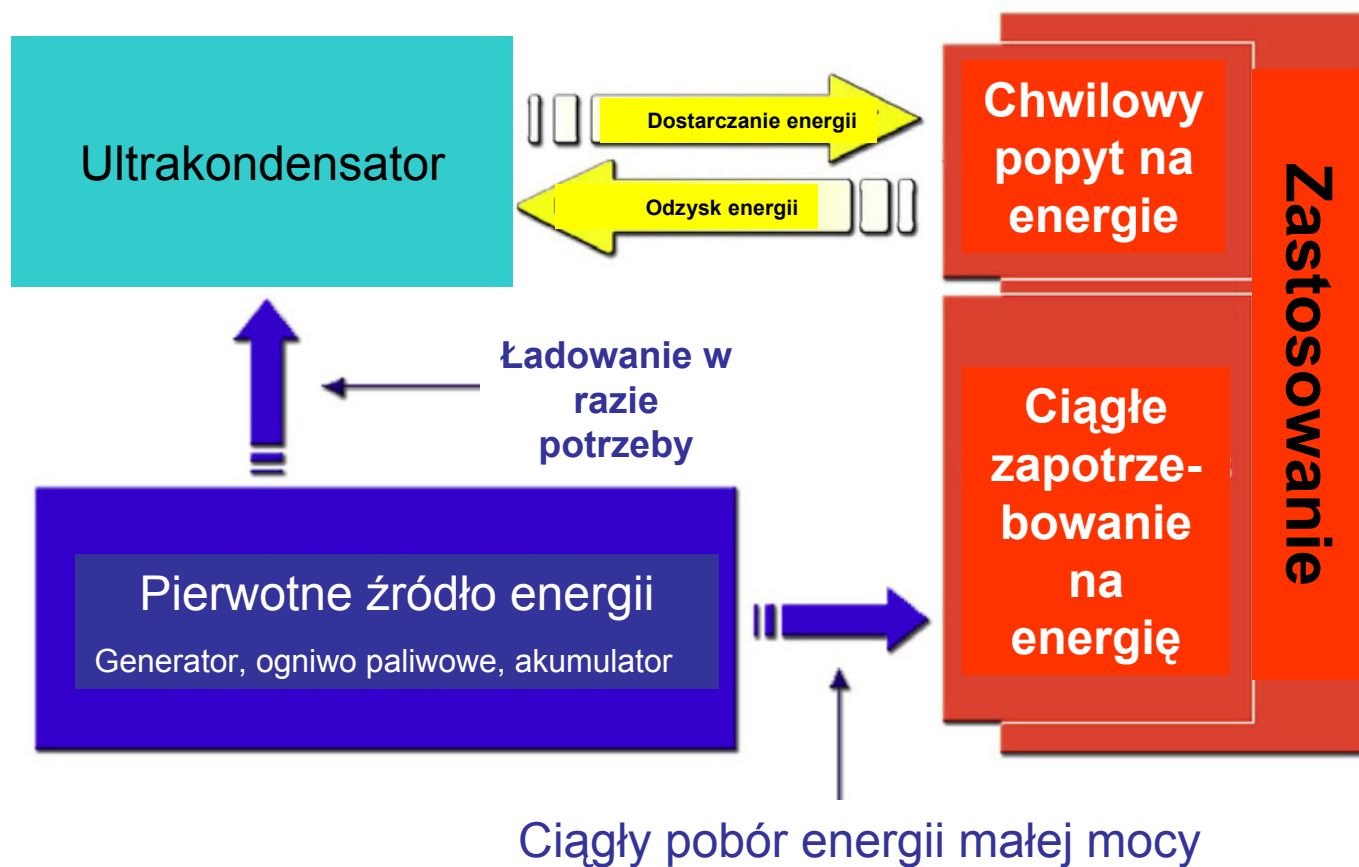 Ultrakondensator
Dostarczanie energii
Odzysk energii
Chwilowy
popyt na
energie
Zastosowanie
Ładowanie w
razie
potrzeby
Ciągłe
zapotrze-
bowanie
na
energię
Pierwotne źródło energii
Generator, ogniwo paliwowe, akumulator
Ciągły pobór energii małej mocy